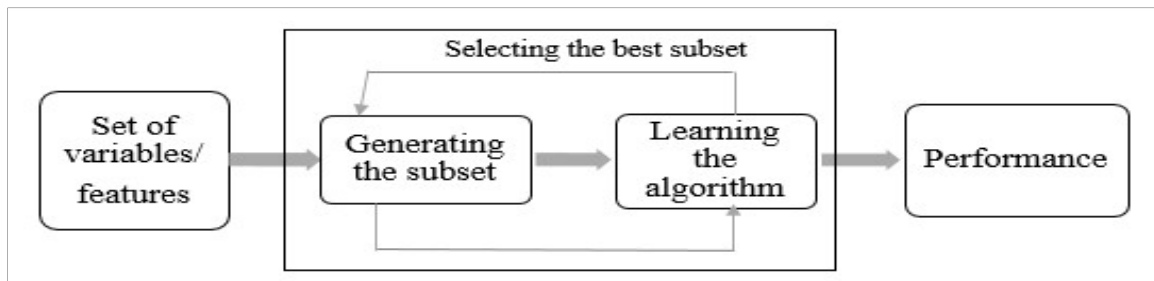 Selecting the best subset
Set of
variables/
features
Generating
the subset
Learning
the
algorithm
Performance